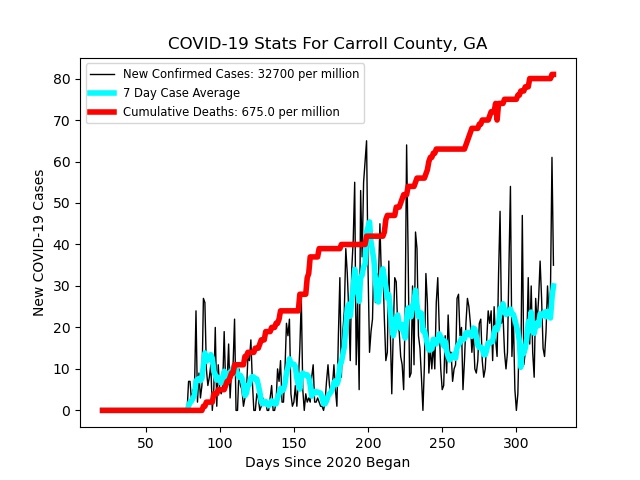 COVID-19 Stats For Carroll County, GA
New Confirmed Cases: 32700 per million
7 Day Case Average
Cumulative Deaths: 675.0 per million
New COVID-19 Cases
80
70
60
50
40
30
20
10
0
50 100 150 200 250 300
Days Since 2020 Began